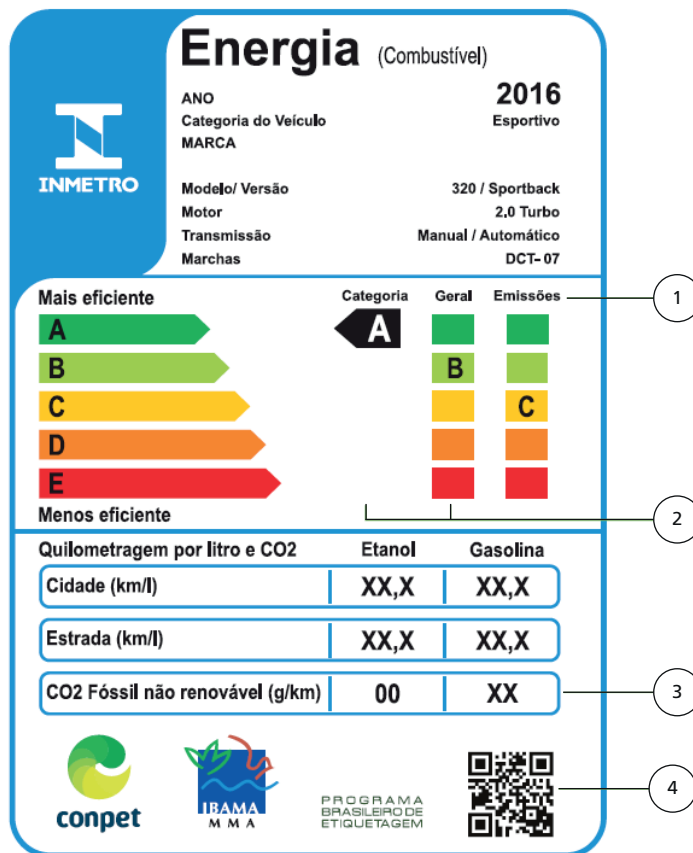 Energia (Combustível)
ANO 2016
Categoria do Veículo Esportivo
MARCA
INMETRO
Modelo/ Versão 320 / Sportback
Motor 2.0 Turbo
Transmissão Manual / Automático
Marchas DCT- 07
Mais eficiente Categoria Geral Emissões 1
A A
B B
C C
D
E
Menos eficiente 2
Quilometragem por litro e CO2 Etanol Gasolina
Cidade (km/l) XX,X XX,X
Estrada (km/l) XX,X XX,X
CO2 Fóssil não renovável (g/km) 00 XX 3
conpet
IBAMA
MMA
PROGRAMA
BRASILEIRO DE
ETIQUETAGEM
4